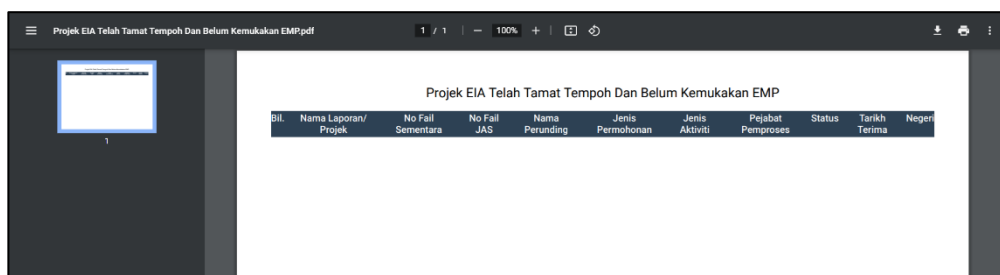 Projek EIA Telah Tamat Tempoh Dan Belum Kemukakan EMP.pdf
1 / 1
100%
1
Projek EIA Telah Tamat Tempoh Dan Belum Kemukakan EMP
Bil. Nama Laporan/ Projek No Fail Sementara No Fail JAS Nama Perunding Jenis Permohonan Jenis Aktiviti Pejabat Pemproses Status Tarikh Terima Negeri